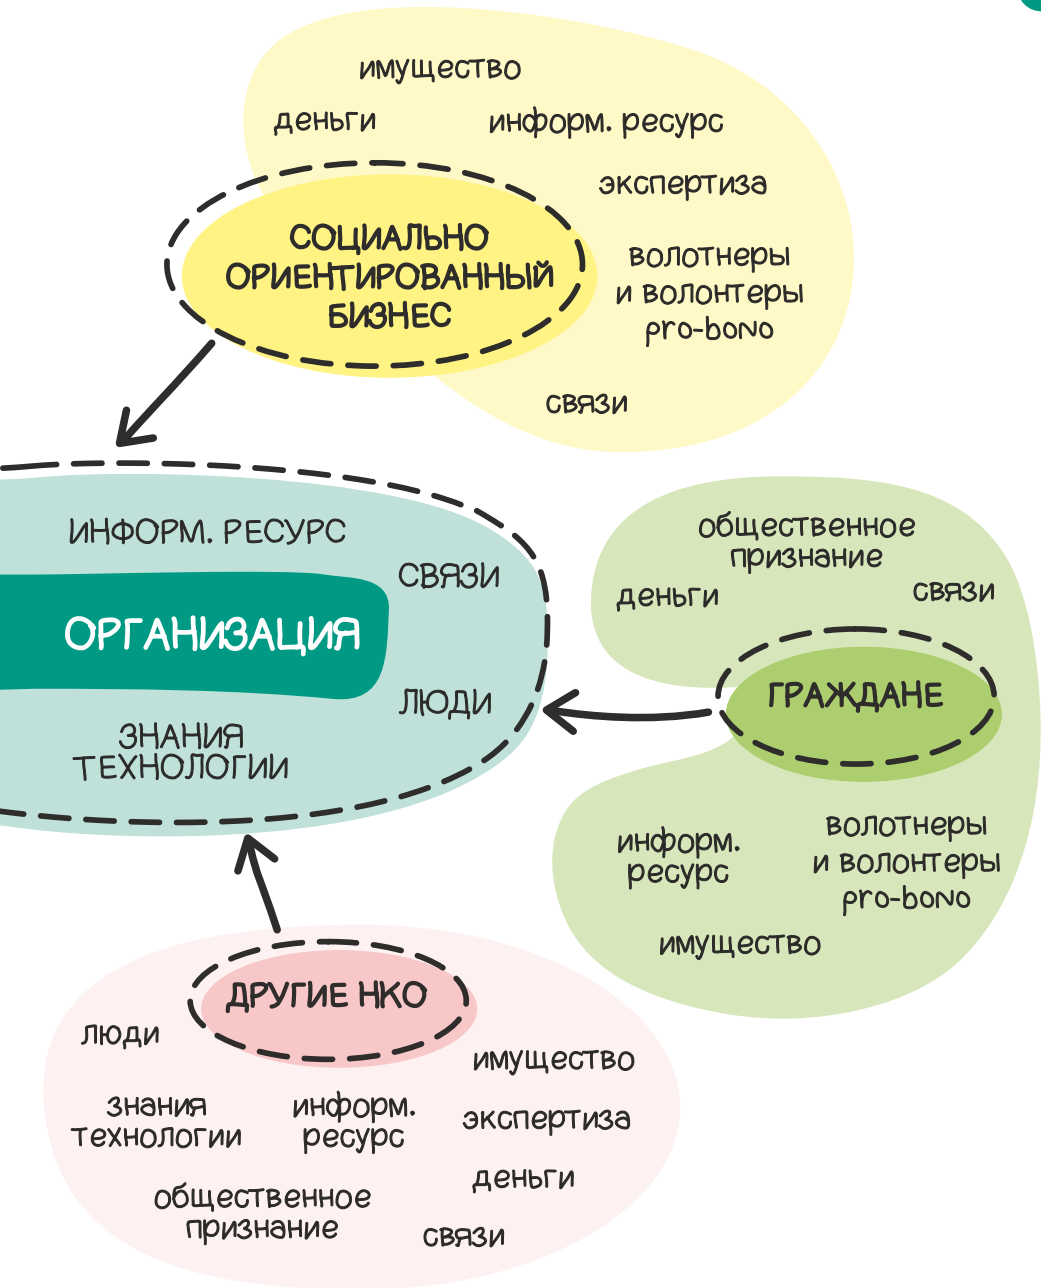 имущество
деньги
информ. ресурс
экспертиза
СОЦИАЛЬНО
ОРИЕНТИРОВАННЫЙ
БИЗНЕС
волотнеры
и волонтеры
pro-bono
связи
ИНФОРМ. РЕСУРС
СВЯЗИ
ОРГАНИЗАЦИЯ
ЛЮДИ
ЗНАНИЯ
ТЕХНОЛОГИИ
общественное
признание
деньги
связи
ГРАЖДАНЕ
информ.
ресурс
волотнеры
и волонтеры
pro-bono
имущество
ДРУГИЕ НКО
люди
имущество
знания
технологии
информ.
ресурс
экспертиза
деньги
общественное
признание
связи